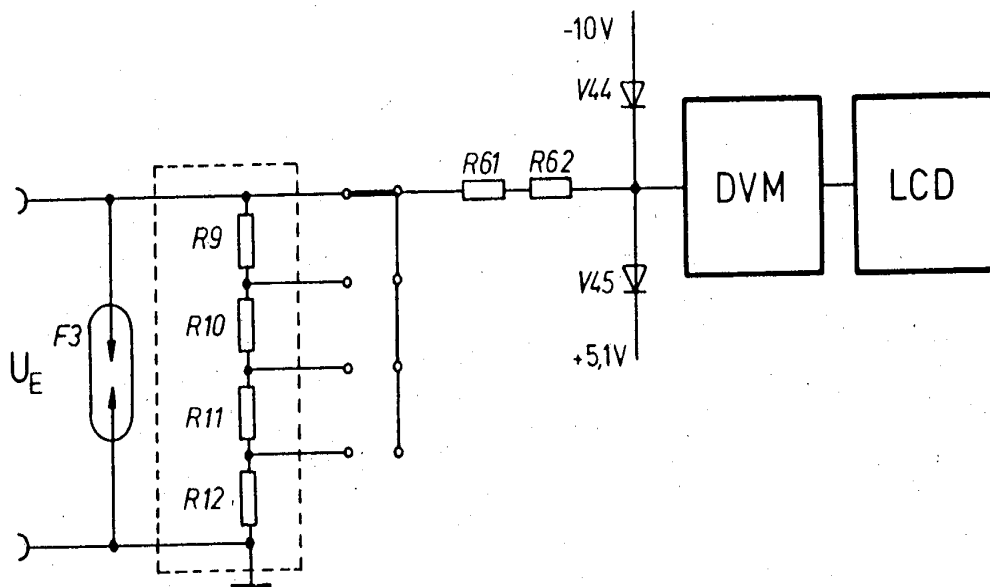 -10V
V44
R61
R62
DVM
LCD
R9
V45
R10
F3
+5,1V
U_E
R11
R12